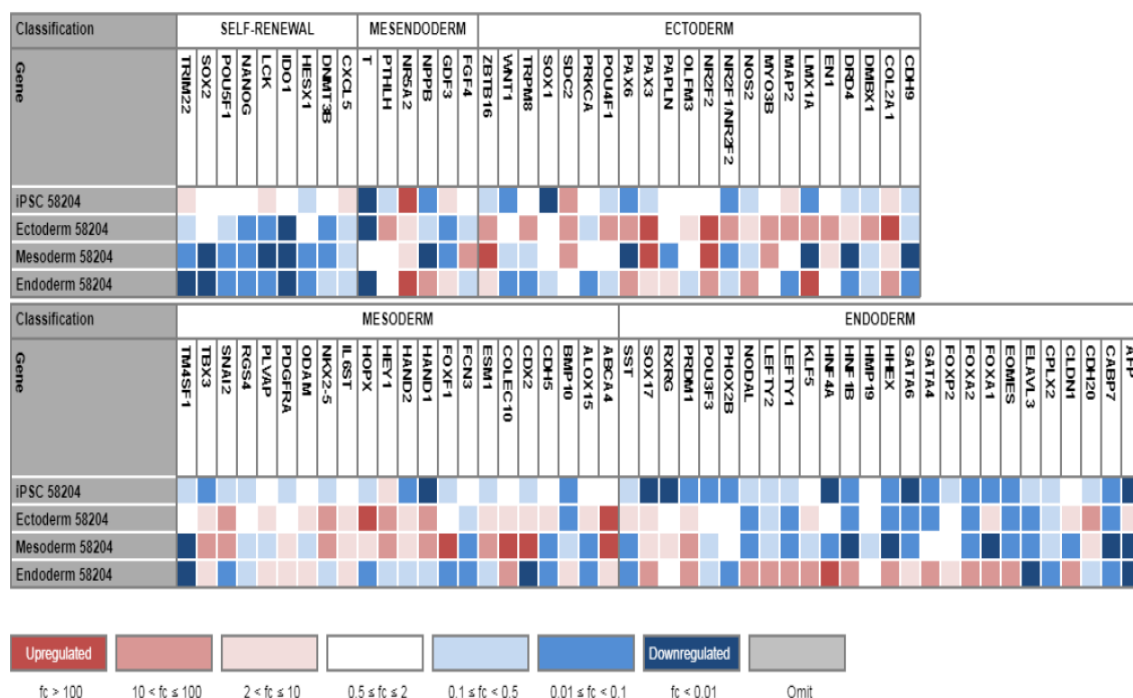 Classification SELF-RENEWAL MESENDODERM ECTODERM
Gene TRIM22 SOX2 POU5F1 NANOG LCK IDO1 HESX1 DNMT3B CXCL5 T PTHLH NR5A2 NPPB GDF3 FGF4 ZBTB16 WNT1 TRPM8 SOX1 SDC2 PRKCA POU4F1 PAX6 PAX3 PAPLN OLFM3 NR2F2 NR2F1/NR2F2 NOS2 MYO3B MAP2 LMX1A EN1 DRD4 DMBX1 COL2A1 CDH9
iPSC 58204
Ectoderm 58204
Mesoderm 58204
Endoderm 58204
Classification MESODERM ENDODERM
Gene TM4SF1 TBX3 SNAI2 RGS4 PLVAP PDGFRA ODAM NKX2-5 IL6ST HOPX HEY1 HAND2 HAND1 FOXF1 FCN3 ESM1 COLEC10 CDX2 CDH5 BMP10 ALOX15 ABCA4 SST SOX17 RXRG PRDM1 POU3F3 PHOX2B NODAL LEFTY2 LEFTY1 KLF5 HNF4A HNF1B HMP19 HHEX GATA6 GATA4 FOXP2 FOXA2 FOXA1 EOMES ELAVL3 CPLX2 CLDN1 CDH20 CABP7 AFP
iPSC 58204
Ectoderm 58204
Mesoderm 58204
Endoderm 58204
Upregulated Downregulated
fc > 100 10 < fc ≤ 100 2 < fc ≤ 10 0.5 ≤ fc ≤ 2 0.1 ≤ fc < 0.5 0.01 ≤ fc < 0.1 fc < 0.01 Omit